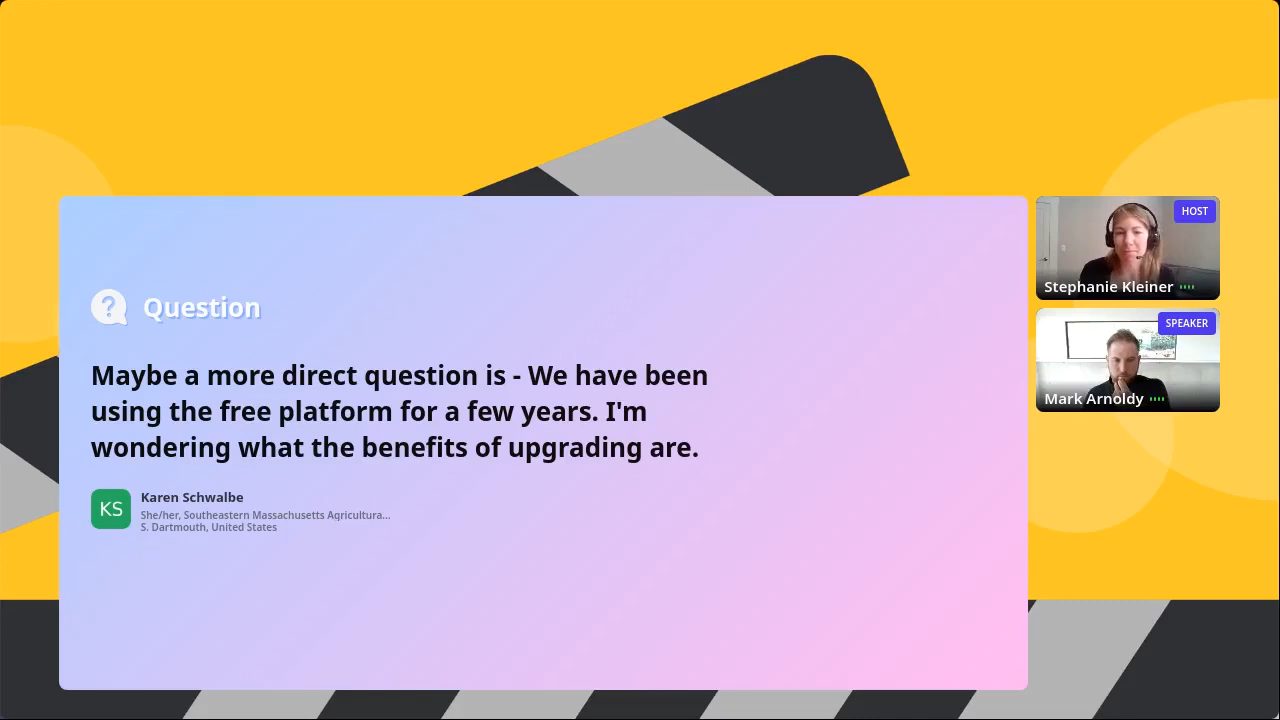 HOST
Stephanie Kleiner
SPEAKER
Mark Arnoldy
Question
Maybe a more direct question is - We have been
using the free platform for a few years. I'm
wondering what the benefits of upgrading are.
KS
Karen Schwalbe
She/her, Southeastern Massachusetts Agricultura...
S. Dartmouth, United States